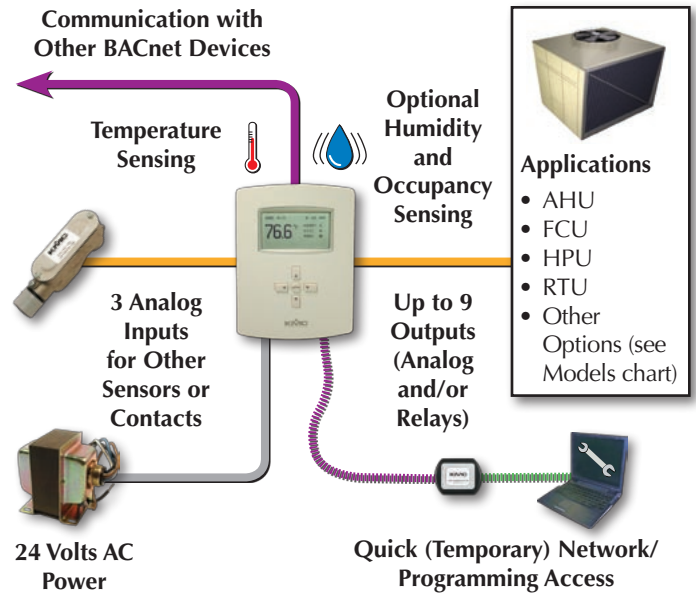 Communication with
Other BACnet Devices
Temperature
Sensing
Optional
Humidity
and
Occupancy
Sensing
76.6°
KMC
3 Analog
Inputs
for Other
Sensors or
Contacts
Up to 9
Outputs
(Analog
and/or
Relays)
Applications
• AHU
• FCU
• HPU
• RTU
• Other
Options (see
Models chart)
24 Volts AC
Power
Quick (Temporary) Network/
Programming Access